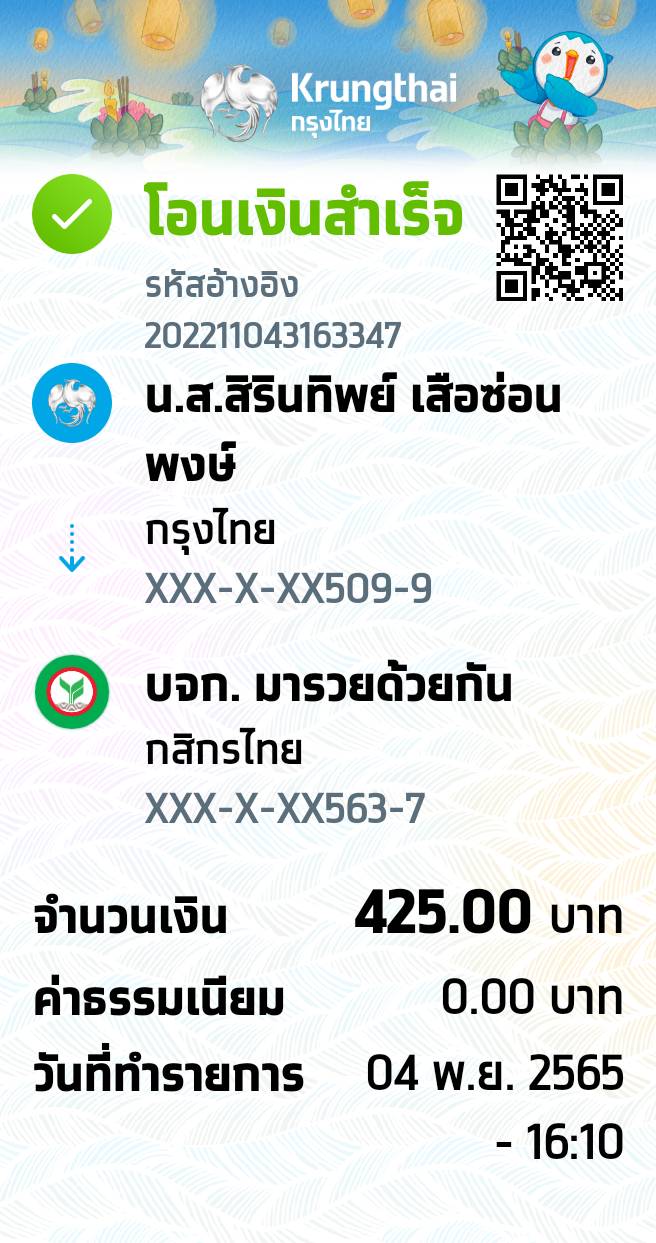 Krungthai
กรุงไทย
โอนเงินสำเร็จ
รหัสอ้างอิง
202211043163347
น.ส.สิรินทิพย์ เสือซ่อน
พงษ์
กรุงไทย
XXX-X-XX509-9
บจก. มารวยด้วยกัน
กสิกรไทย
XXX-X-XX563-7
จำนวนเงิน 425.00 บาท
ค่าธรรมเนียม 0.00 บาท
วันที่ทำรายการ 04 พ.ย. 2565
- 16:10